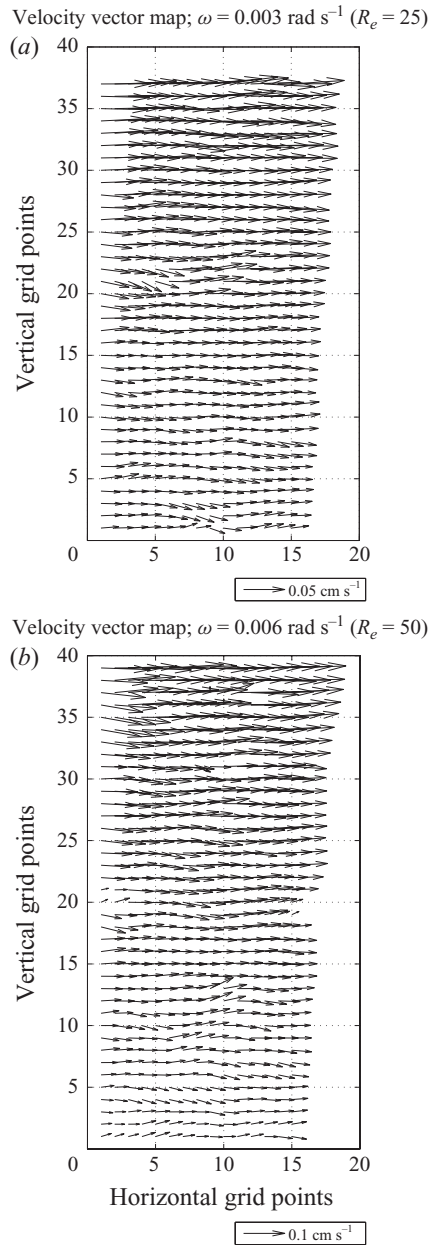 Velocity vector map; ω = 0.003 rad s⁻¹ (Rₑ = 25)
(a)
40
35
30
25
20
15
10
5
0
5
10
15
20
Vertical grid points
0.05 cm s⁻¹
Velocity vector map; ω = 0.006 rad s⁻¹ (Rₑ = 50)
(b)
40
35
30
25
20
15
10
5
0
5
10
15
20
Vertical grid points
Horizontal grid points
0.1 cm s⁻¹